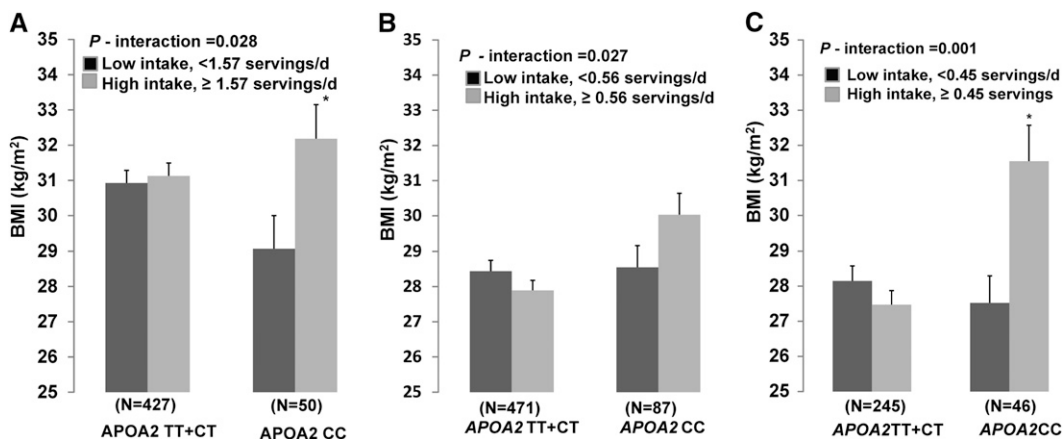 A
P - interaction =0.028
Low intake, <1.57 servings/d
High intake, ≥ 1.57 servings/d
*
BMI (kg/m2)
35
34
33
32
31
30
29
28
27
26
25
(N=427)
APOA2 TT+CT
(N=50)
APOA2 CC
B
P - interaction =0.027
Low intake, <0.56 servings/d
High intake, ≥ 0.56 servings/d
BMI (kg/m2)
35
34
33
32
31
30
29
28
27
26
25
(N=471)
APOA2 TT+CT
(N=87)
APOA2 CC
C
P - interaction =0.001
Low intake, <0.45 servings/d
High intake, ≥ 0.45 servings
*
BMI (kg/m2)
35
34
33
32
31
30
29
28
27
26
25
(N=245)
APOA2TT+CT
(N=46)
APOA2CC